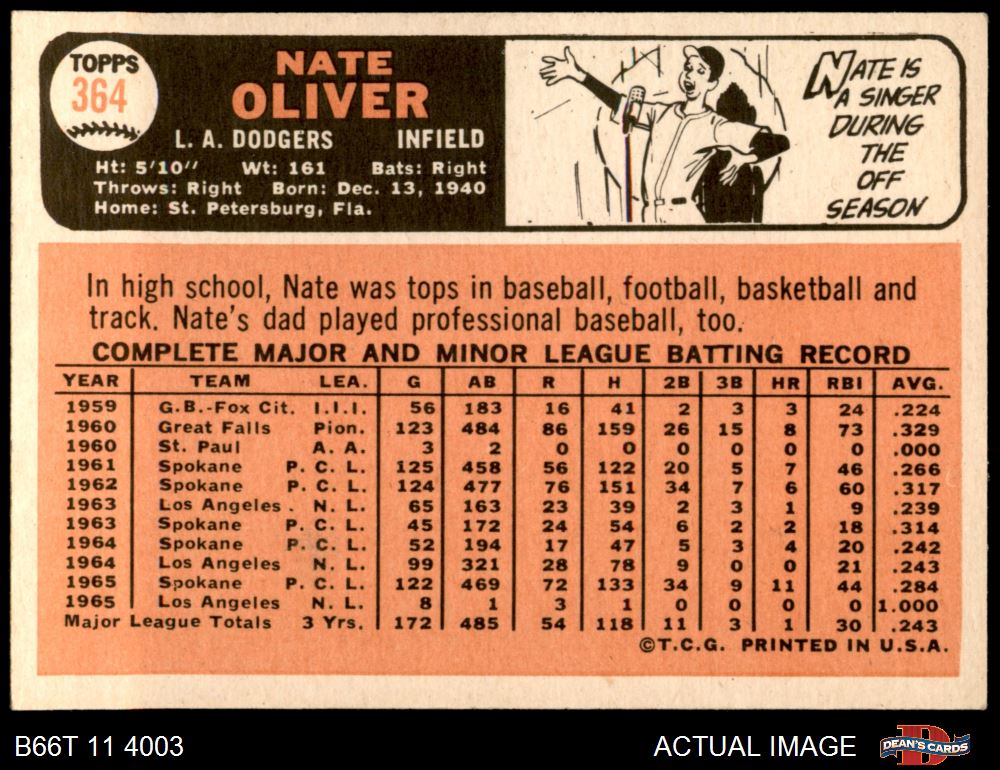 TOPPS
364
NATE
OLIVER
L. A. DODGERS INFIELD
Ht: 5'10" Wt: 161 Bats: Right
Throws: Right Born: Dec. 13, 1940
Home: St. Petersburg, Fla.
NATE IS
A SINGER
DURING
THE
OFF
SEASON
In high school, Nate was tops in baseball, football, basketball and
track. Nate's dad played professional baseball, too.
COMPLETE MAJOR AND MINOR LEAGUE BATTING RECORD
YEAR TEAM LEA. G AB R H 2B 3B HR RBI AVG.
1959 G.B.-Fox Cit. I.I.I. 56 183 16 41 2 3 3 24 .224
1960 Great Falls Pion. 123 484 86 159 26 15 8 73 .329
1960 St. Paul A. A. 3 2 0 0 0 0 0 0 .000
1961 Spokane P. C. L. 125 458 56 122 20 5 7 46 .266
1962 Spokane P. C. L. 124 477 76 151 34 7 6 60 .317
1963 Los Angeles . N. L. 65 163 23 39 2 3 1 9 .239
1963 Spokane P. C. L. 45 172 24 54 6 2 2 18 .314
1964 Spokane P. C. L. 52 194 17 47 5 3 4 20 .242
1964 Los Angeles N. L. 99 321 28 78 9 0 0 21 .243
1965 Spokane P. C. L. 122 469 72 133 34 9 11 44 .284
1965 Los Angeles N. L. 8 1 3 1 0 0 0 0 1.000
Major League Totals 3 Yrs. 172 485 54 118 11 3 1 30 .243
©T.C.G. PRINTED IN U.S.A.
B66T 11 4003 ACTUAL IMAGE
D
DEAN'S CARDS